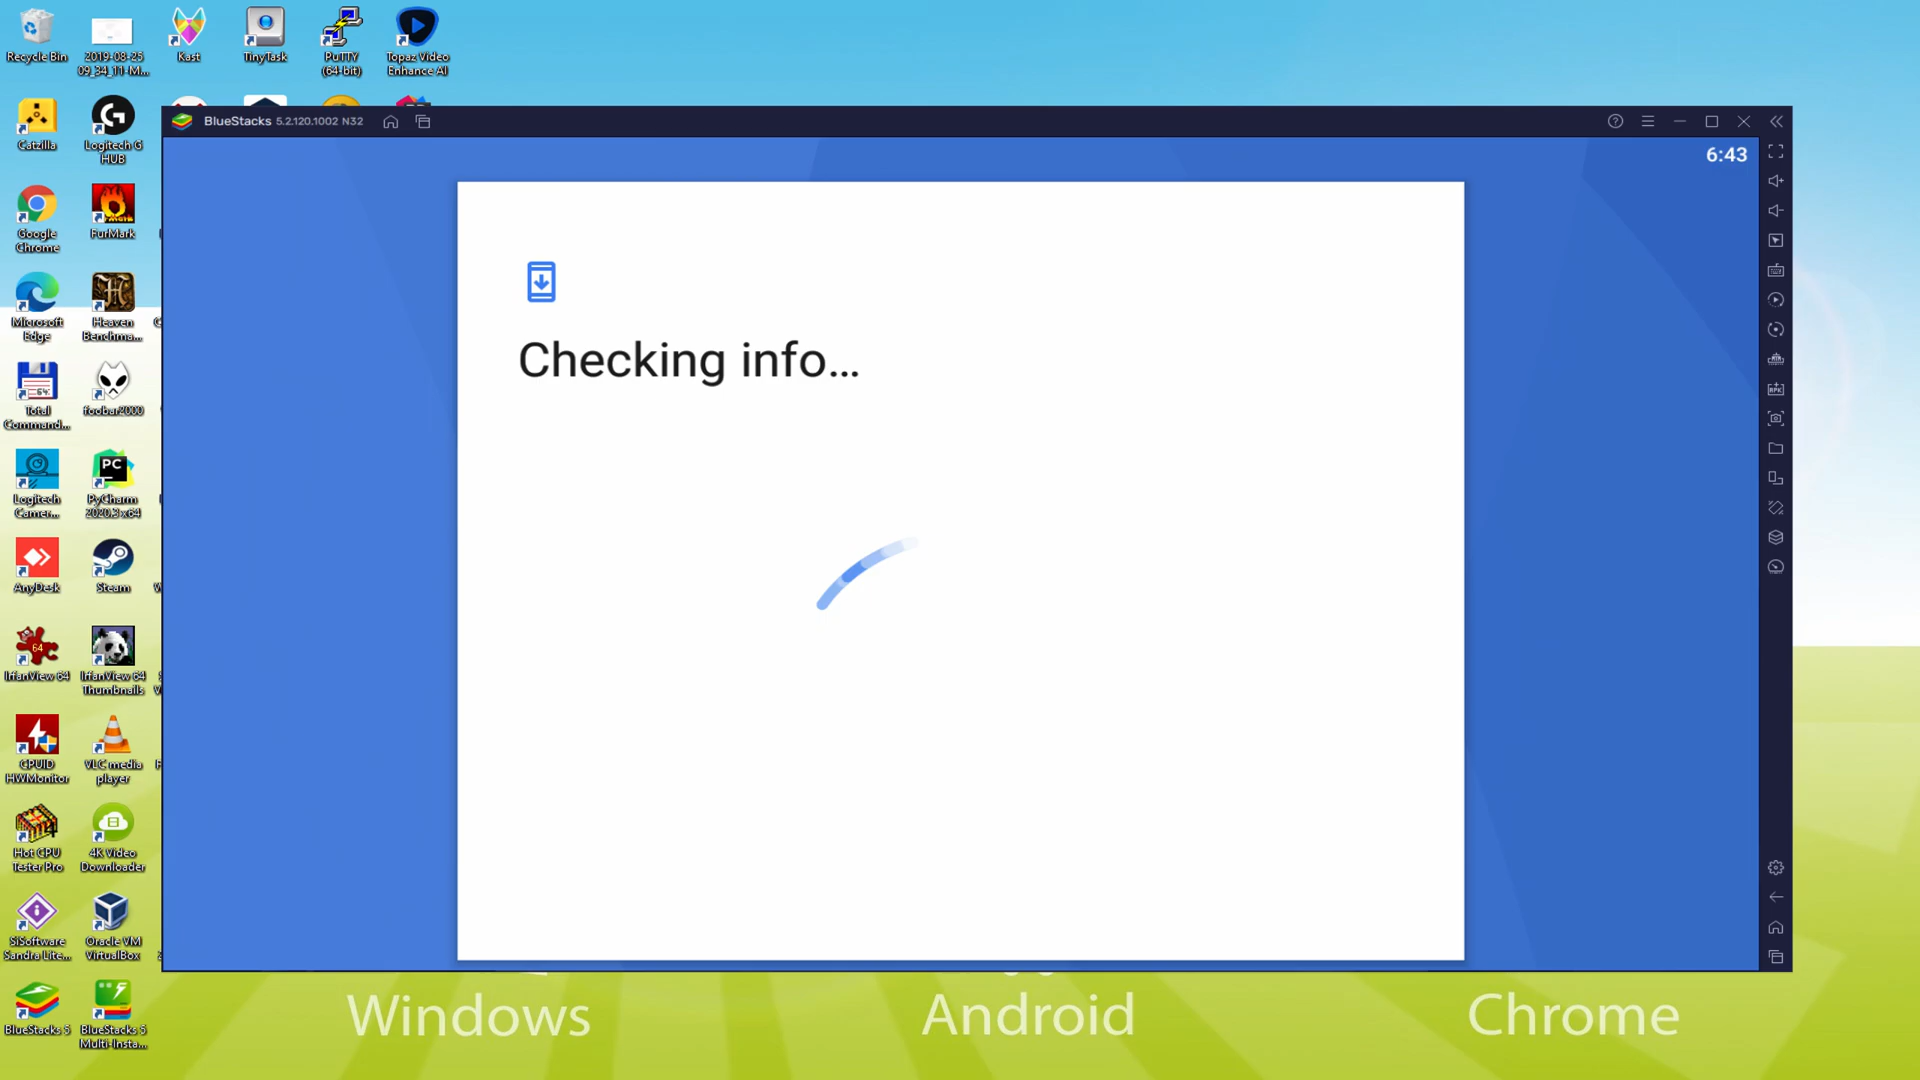 Recycle Bin
2019-08-25
09_34_11-M...
Kast
TinyTask
PuTTY
(64-bit)
Topaz Video
Enhance AI
Catzilla
Logitech G
HUB
BlueStacks 5.2.120.1002 N32
6:43
Google
Chrome
FurMark
Checking info...
Microsoft
Edge
Heaven
Benchma...
Total
Command...
foobar2000
Logitech
Camer...
PyCharm
2020.3 x64
AnyDesk
Steam
IrfanView 64
IrfanView 64
Thumbnails
CPUID
HWMonitor
VLC media
player
Hot CPU
Tester Pro
4K Video
Downloader
SiSoftware
Sandra Lite...
Oracle VM
VirtualBox
BlueStacks 5
BlueStacks 5
Multi-Insta...
Windows
Android
Chrome